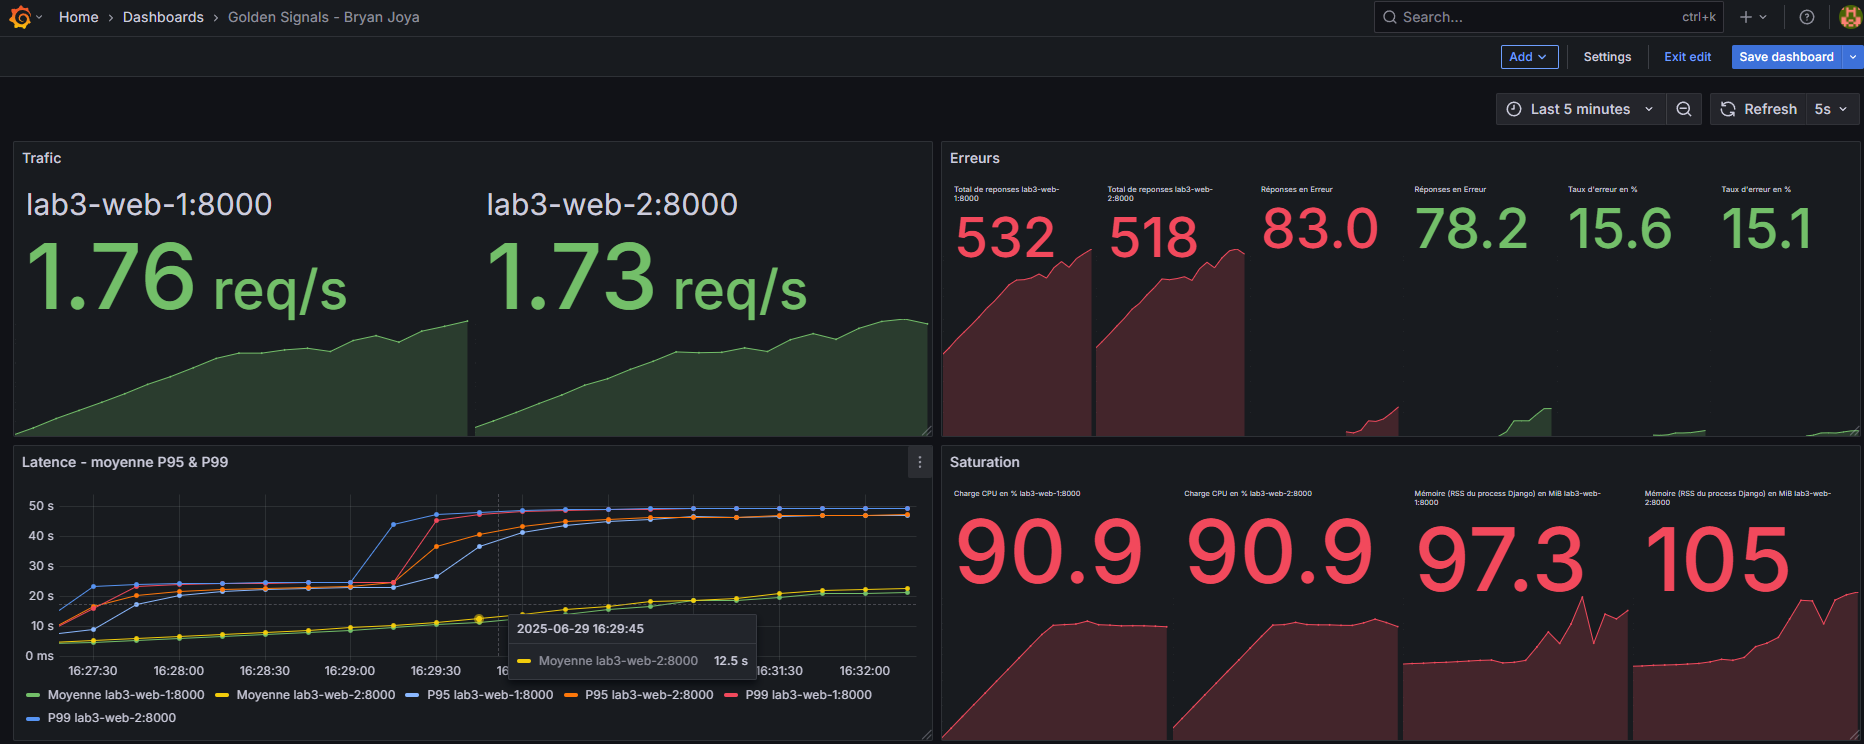 Home › Dashboards › Golden Signals - Bryan Joya
Search... ctrl+k
Add Settings Exit edit Save dashboard
Last 5 minutes Refresh 5s
Trafic
lab3-web-1:8000
1.76 req/s
lab3-web-2:8000
1.73 req/s
Erreurs
Total de reponses lab3-web-
1:8000
532
Total de reponses lab3-web-
2:8000
518
Réponses en Erreur
83.0
Réponses en Erreur
78.2
Taux d'erreur en %
15.6
Taux d'erreur en %
15.1
Latence - moyenne P95 & P99
50 s
40 s
30 s
20 s
10 s
0 ms
16:27:30 16:28:00 16:28:30 16:29:00 16:29:30 16:31:30 16:32:00
2025-06-29 16:29:45
Moyenne lab3-web-2:8000 12.5 s
Moyenne lab3-web-1:8000 Moyenne lab3-web-2:8000 P95 lab3-web-1:8000 P95 lab3-web-2:8000 P99 lab3-web-1:8000
P99 lab3-web-2:8000
Saturation
Charge CPU en % lab3-web-1:8000
90.9
Charge CPU en % lab3-web-2:8000
90.9
Mémoire (RSS du process Django) en MiB lab3-web-
1:8000
97.3
Mémoire (RSS du process Django) en MiB lab3-web-
2:8000
105